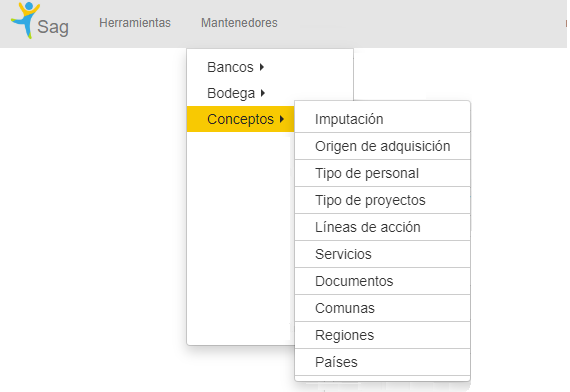 Sag
Herramientas
Mantenedores
Bancos
Bodega
Conceptos
Imputación
Origen de adquisición
Tipo de personal
Tipo de proyectos
Líneas de acción
Servicios
Documentos
Comunas
Regiones
Países